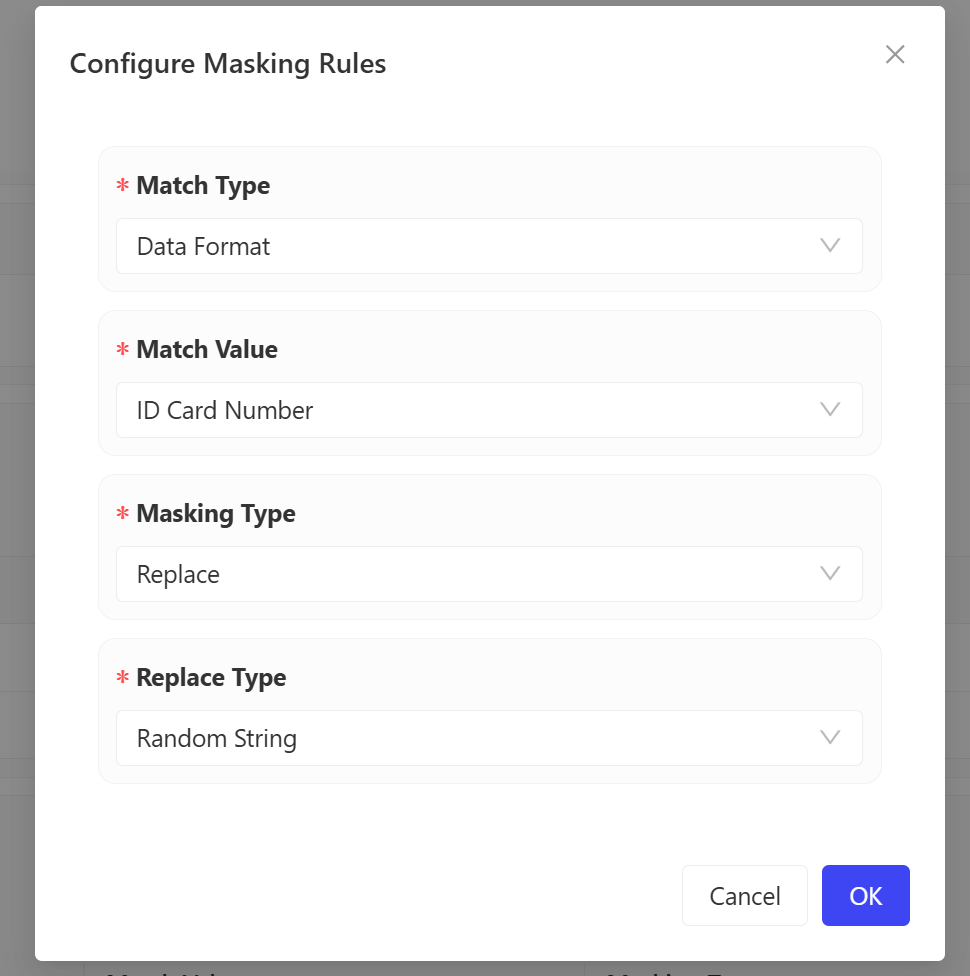 Configure Masking Rules
* Match Type
Data Format
* Match Value
ID Card Number
* Masking Type
Replace
* Replace Type
Random String
Cancel
OK